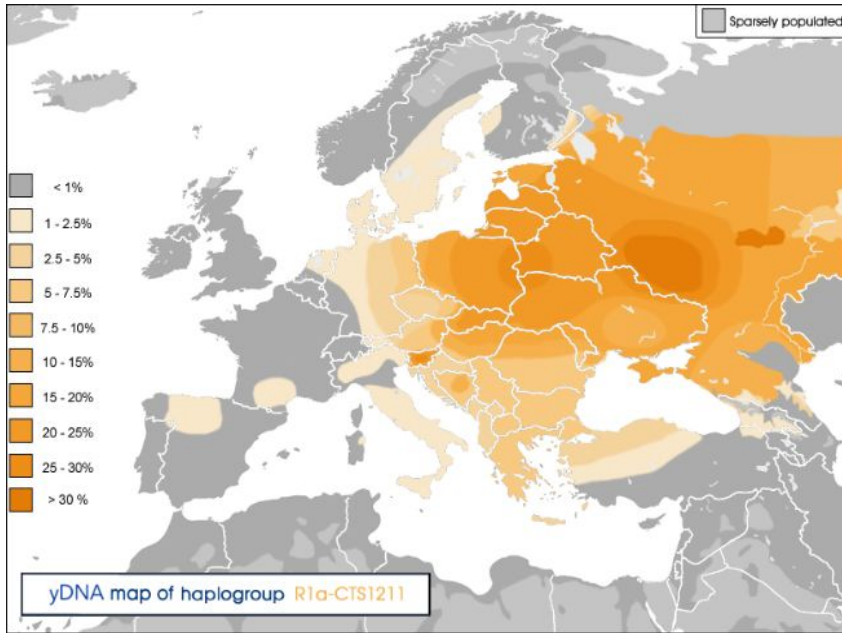 Sparsely populated
< 1%
1 - 2.5%
2.5 - 5%
5 - 7.5%
7.5 - 10%
10 - 15%
15 - 20%
20 - 25%
25 - 30%
> 30 %
yDNA map of haplogroup R1a-CTS1211